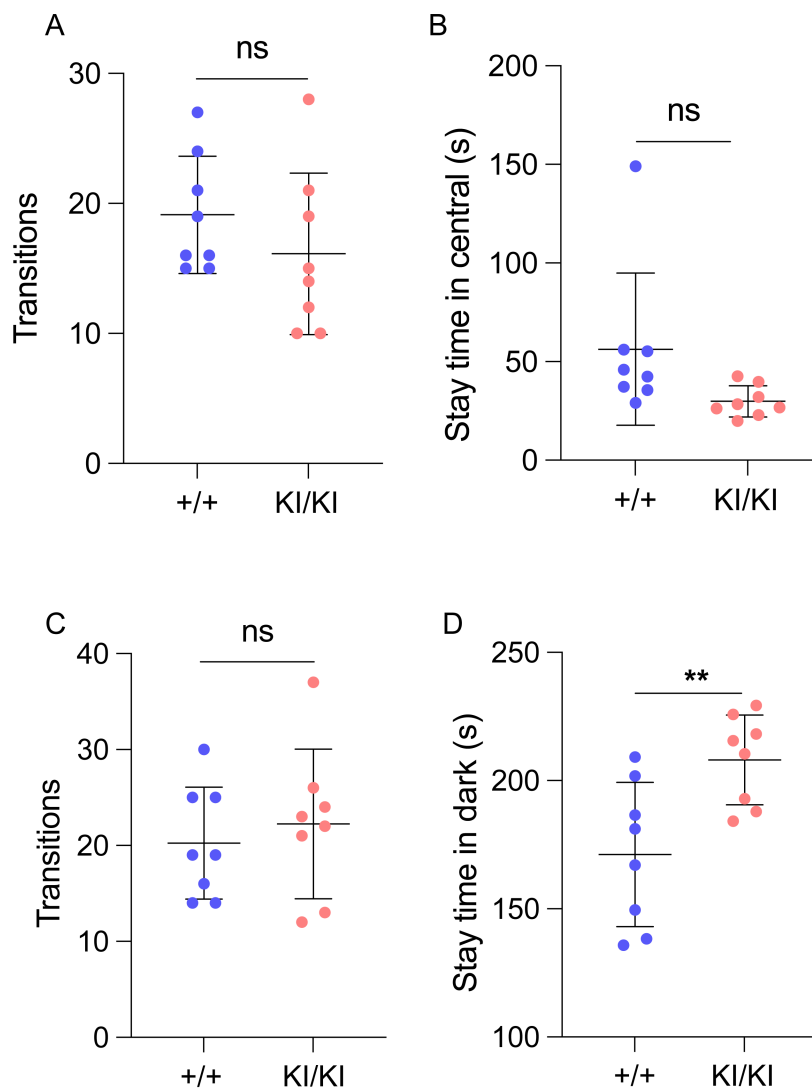 A
ns
30
20
10
0
Transitions
+/+ KI/KI
B
ns
200
150
100
50
0
Stay time in central (s)
+/+ KI/KI
C
ns
40
30
20
10
0
Transitions
+/+ KI/KI
D
**
250
200
150
100
Stay time in dark (s)
+/+ KI/KI